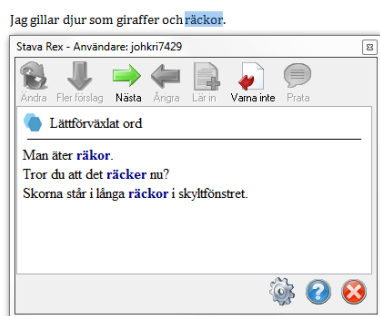 Jag gillar djur som giraffer och räckor.
Stava Rex - Användare: johkri7429
Ändra Fler förslag Nästa Ångra Lär in Varna inte Prata
Lättförväxlat ord
Man äter räkor.
Tror du att det räcker nu?
Skorna står i långa räckor i skyltfönstret.